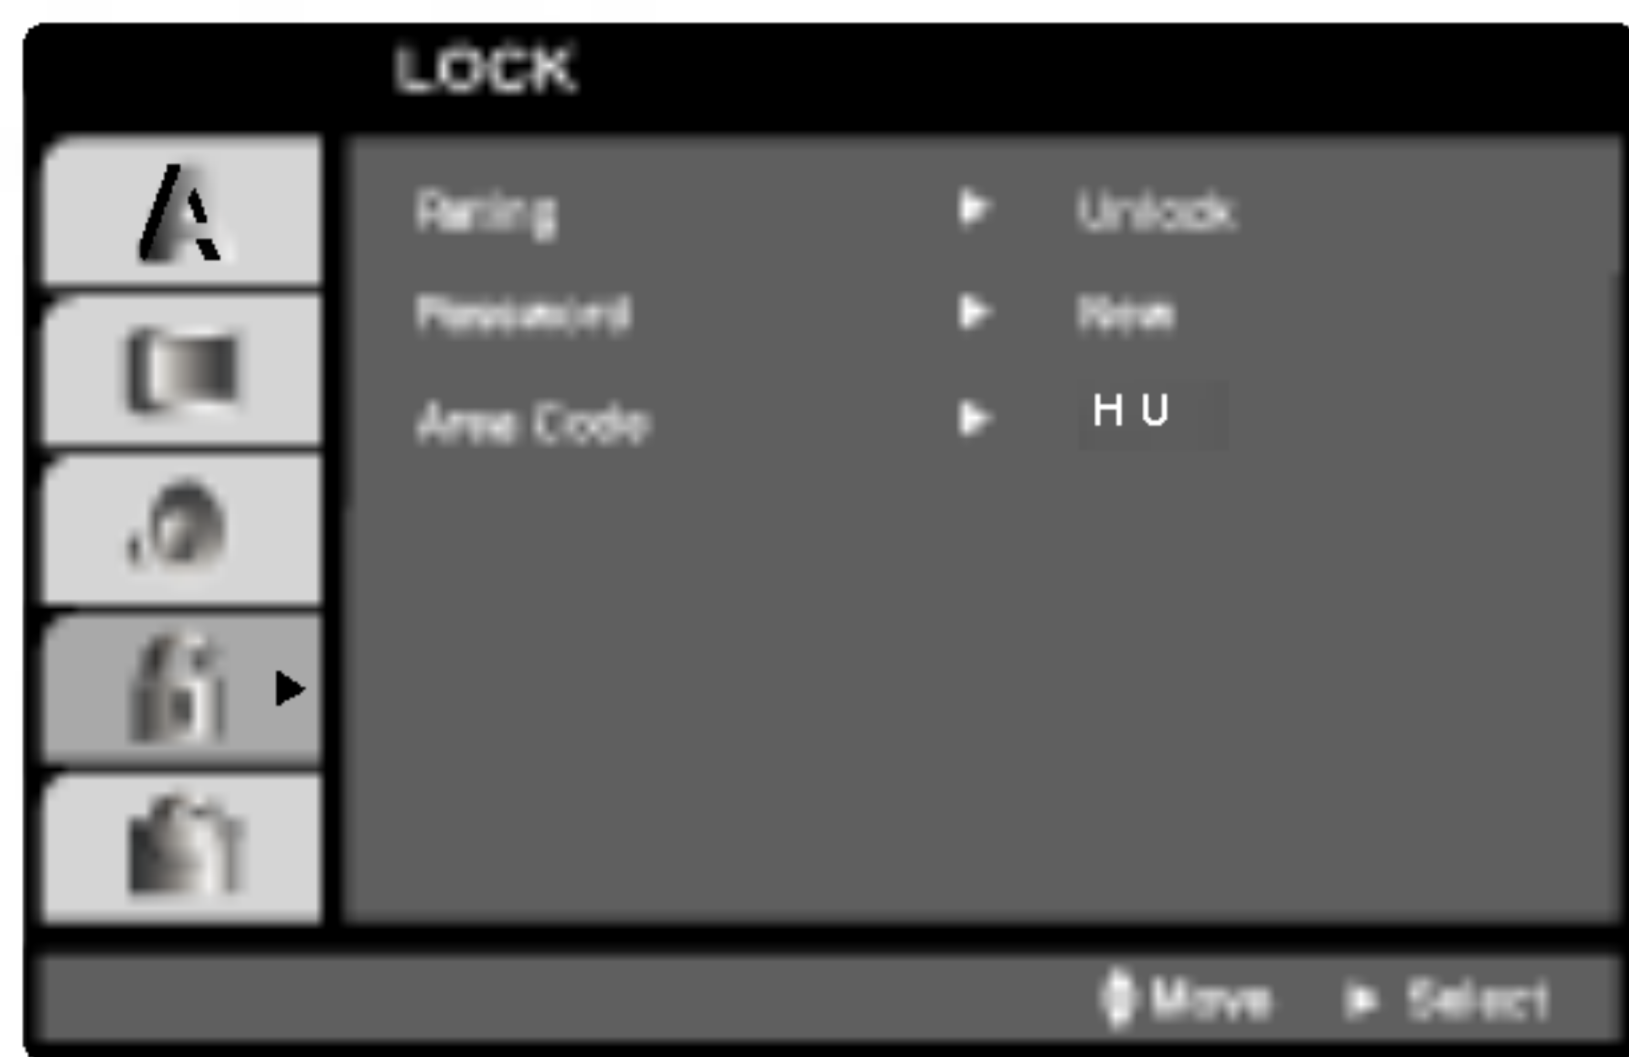 LOCK
Rating ► Unlock
Password ► New
Area Code ► H U
Move ► Select